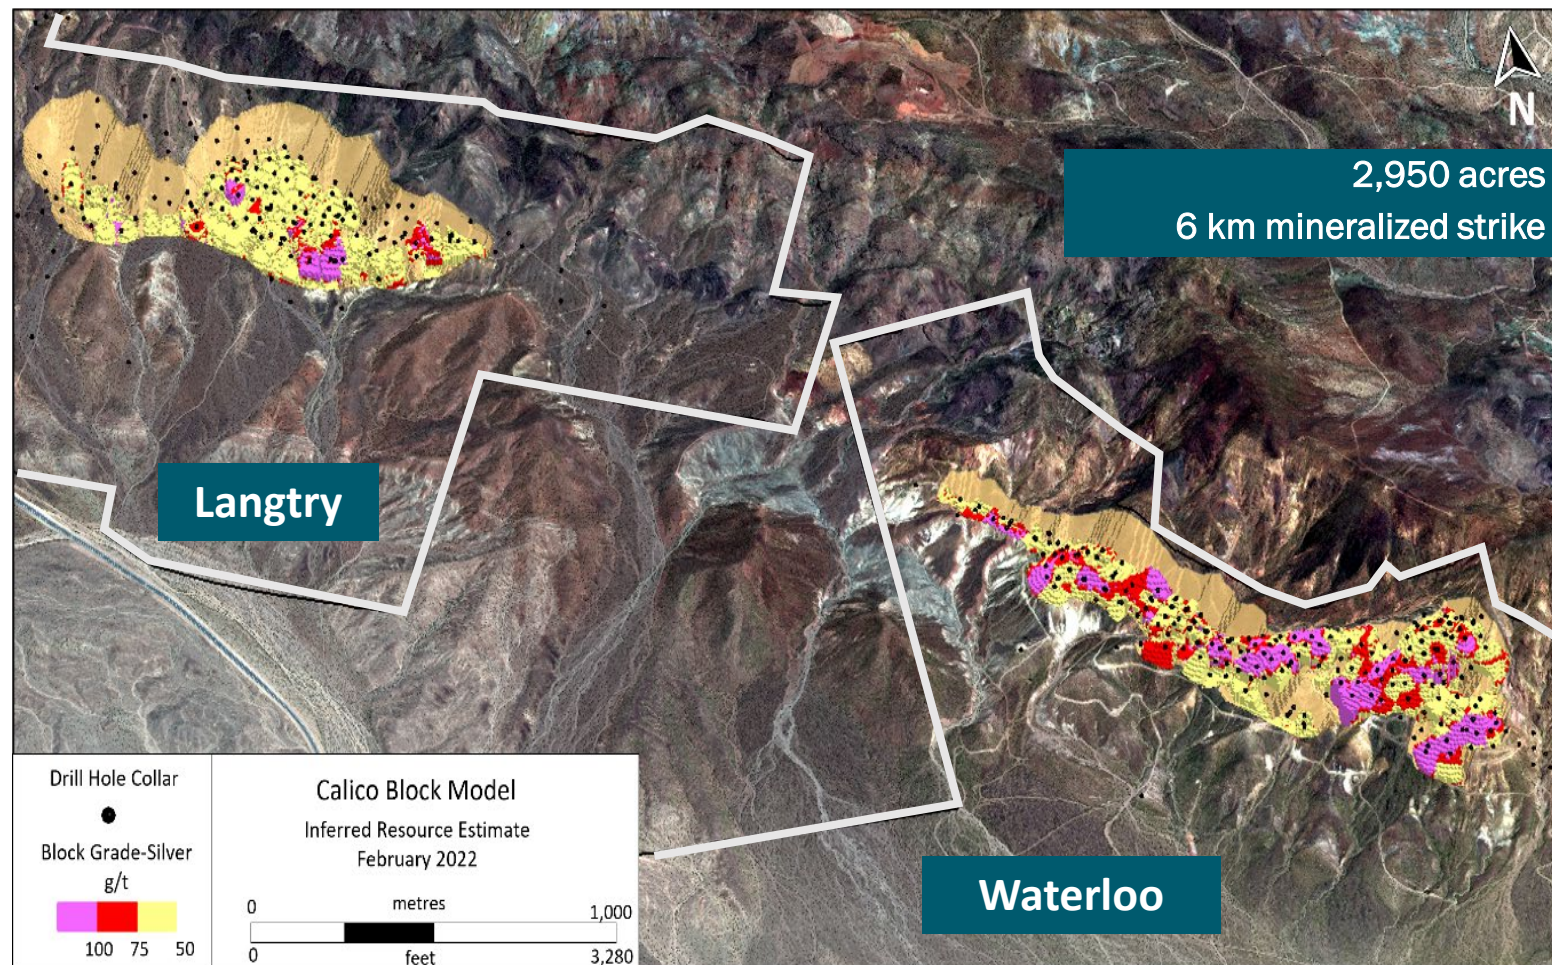 N
2,950 acres
6 km mineralized strike
Langtry
Waterloo
Drill Hole Collar
Block Grade-Silver
g/t
100 75 50
Calico Block Model
Inferred Resource Estimate
February 2022
0 metres 1,000
0 feet 3,280